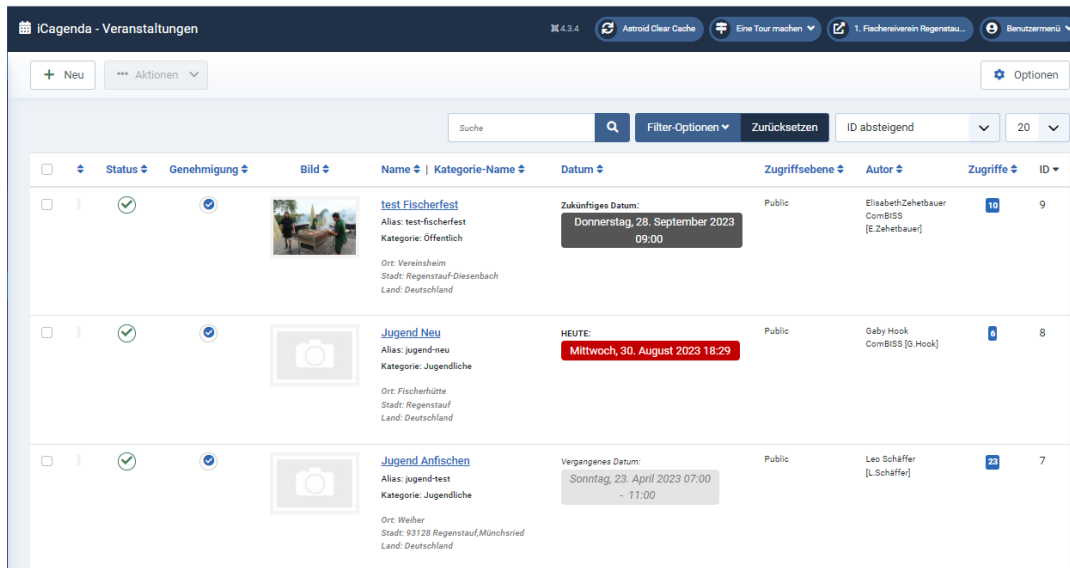 iCagenda - Veranstaltungen
4.3.4
Astroid Clear Cache
Eine Tour machen
1. Fischereiverein Regenstau...
Benutzermenü
+ Neu
••• Aktionen
Optionen
Suche
Filter-Optionen
Zurücksetzen
ID absteigend
20
Status
Genehmigung
Bild
Name | Kategorie-Name
Datum
Zugriffsebene
Autor
Zugriffe
ID
test Fischerfest
Alias: test-fischerfest
Kategorie: Öffentlich
Ort: Vereinsheim
Stadt: Regenstauf-Diesenbach
Land: Deutschland
Zukünftiges Datum:
Donnerstag, 28. September 2023
09:00
Public
ElisabethZehetbauer
ComBISS
[E.Zehetbauer]
10
9
Jugend Neu
Alias: jugend-neu
Kategorie: Jugendliche
Ort: Fischerhütte
Stadt: Regenstauf
Land: Deutschland
HEUTE:
Mittwoch, 30. August 2023 18:29
Public
Gaby Hook
ComBISS [G.Hook]
6
8
Jugend Anfischen
Alias: jugend-test
Kategorie: Jugendliche
Ort: Weiher
Stadt: 93128 Regenstauf,Münchsried
Land: Deutschland
Vergangenes Datum:
Sonntag, 23. April 2023 07:00
- 11:00
Public
Leo Schäffer
[L.Schäffer]
23
7